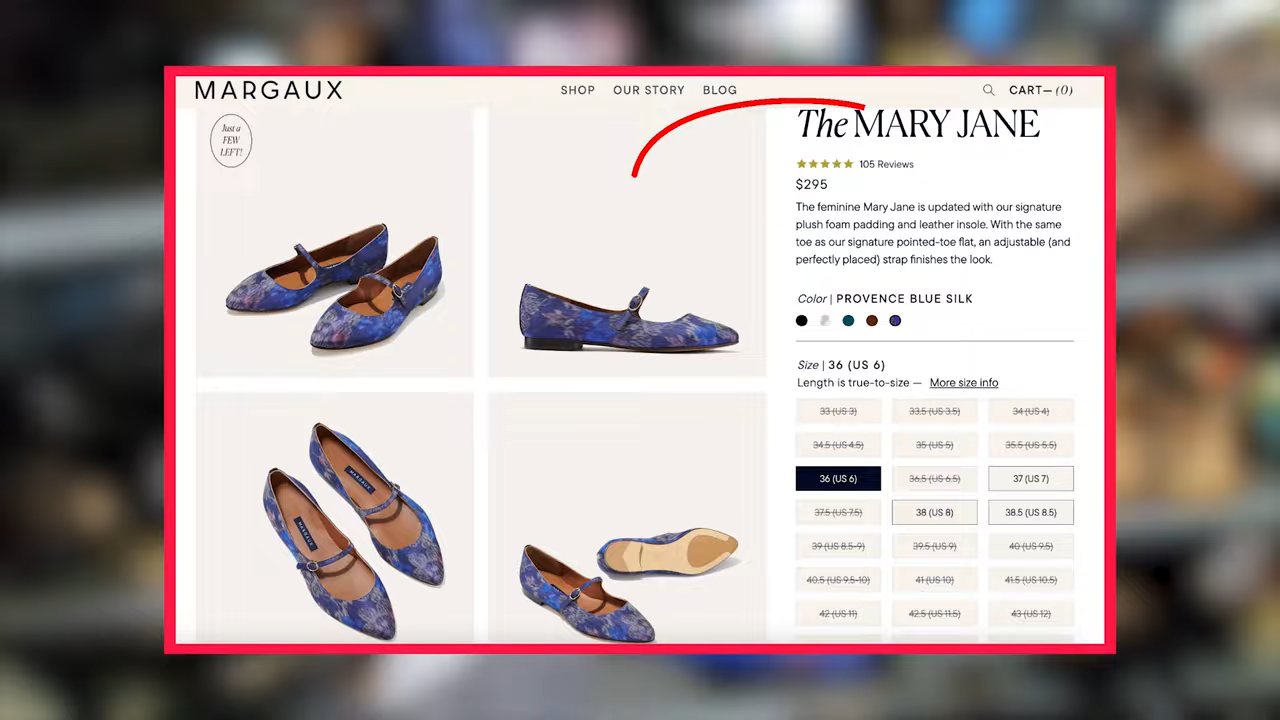 MARGAUX
SHOP OUR STORY BLOG
CART— (0)
Just a
FEW
LEFT!
The MARY JANE
105 Reviews
$295
The feminine Mary Jane is updated with our signature
plush foam padding and leather insole. With the same
toe as our signature pointed-toe flat, an adjustable (and
perfectly placed) strap finishes the look.
Color | PROVENCE BLUE SILK
Size | 36 (US 6)
Length is true-to-size — More size info
33 (US 3) 33.5 (US 3.5) 34 (US 4)
34.5 (US 4.5) 35 (US 5) 35.5 (US 5.5)
36 (US 6) 36.5 (US 6.5) 37 (US 7)
37.5 (US 7.5) 38 (US 8) 38.5 (US 8.5)
39 (US 8.5-9) 39.5 (US 9) 40 (US 9.5)
40.5 (US 9.5-10) 41 (US 10) 41.5 (US 10.5)
42 (US 11) 42.5 (US 11.5) 43 (US 12)
MARGAUX
MARGAUX